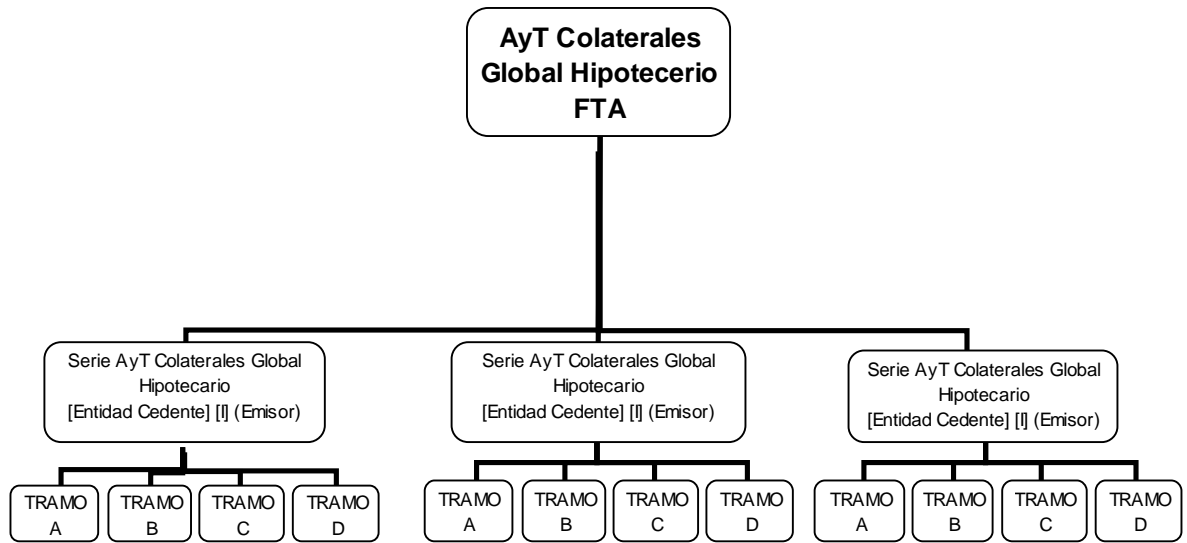 AyT Colaterales
Global Hipotecerio
FTA
Serie AyT Colaterales Global
Hipotecario
[Entidad Cedente] [I] (Emisor)
Serie AyT Colaterales Global
Hipotecario
[Entidad Cedente] [I] (Emisor)
Serie AyT Colaterales Global
Hipotecario
[Entidad Cedente] [I] (Emisor)
TRAMO
A
TRAMO
B
TRAMO
C
TRAMO
D
TRAMO
A
TRAMO
B
TRAMO
C
TRAMO
D
TRAMO
A
TRAMO
B
TRAMO
C
TRAMO
D